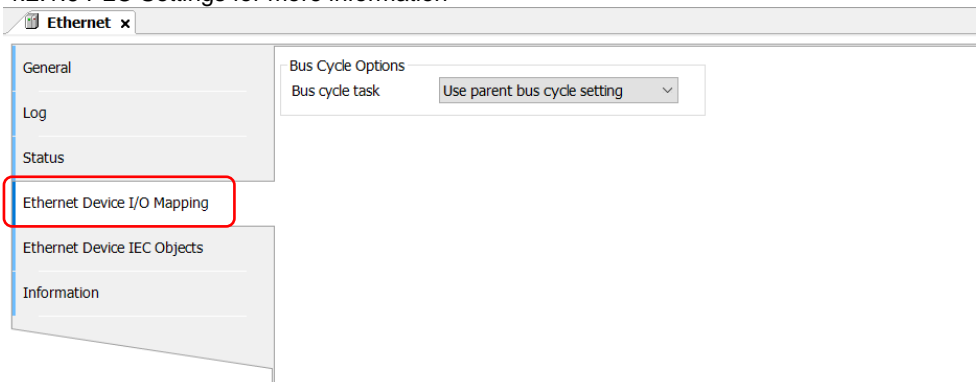 Ethernet x
General
Log
Status
Ethernet Device I/O Mapping
Ethernet Device IEC Objects
Information
Bus Cycle Options
Bus cycle task Use parent bus cycle setting